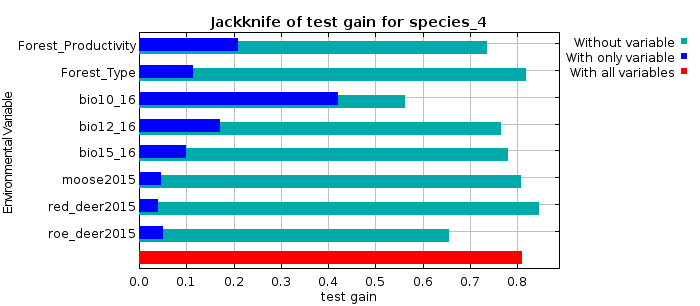 Jackknife of test gain for species_4
Without variable
With only variable
With all variables
Environmental Variable
Forest_Productivity
Forest_Type
bio10_16
bio12_16
bio15_16
moose2015
red_deer2015
roe_deer2015
0.0 0.1 0.2 0.3 0.4 0.5 0.6 0.7 0.8
test gain